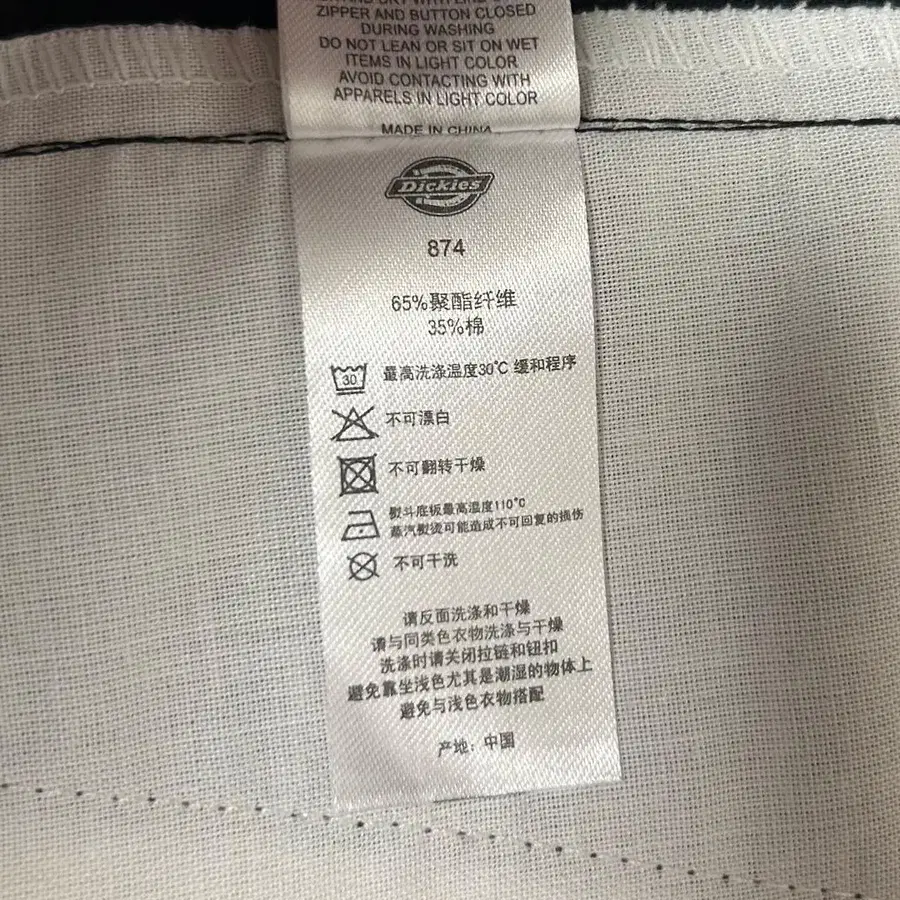 ZIPPER AND BUTTON CLOSED
DURING WASHING
DO NOT LEAN OR SIT ON WET
ITEMS IN LIGHT COLOR
AVOID CONTACTING WITH
APPARELS IN LIGHT COLOR
MADE IN CHINA
Dickies
874
65%聚酯纤维
35%棉
30 最高洗涤温度30℃ 缓和程序
不可漂白
不可翻转干燥
熨斗底板最高温度110℃
蒸汽熨烫可能造成不可回复的损伤
不可干洗
请反面洗涤和干燥
请与同类色衣物洗涤与干燥
洗涤时请关闭拉链和钮扣
避免靠坐浅色尤其是潮湿的物体上
避免与浅色衣物搭配
产地: 中国